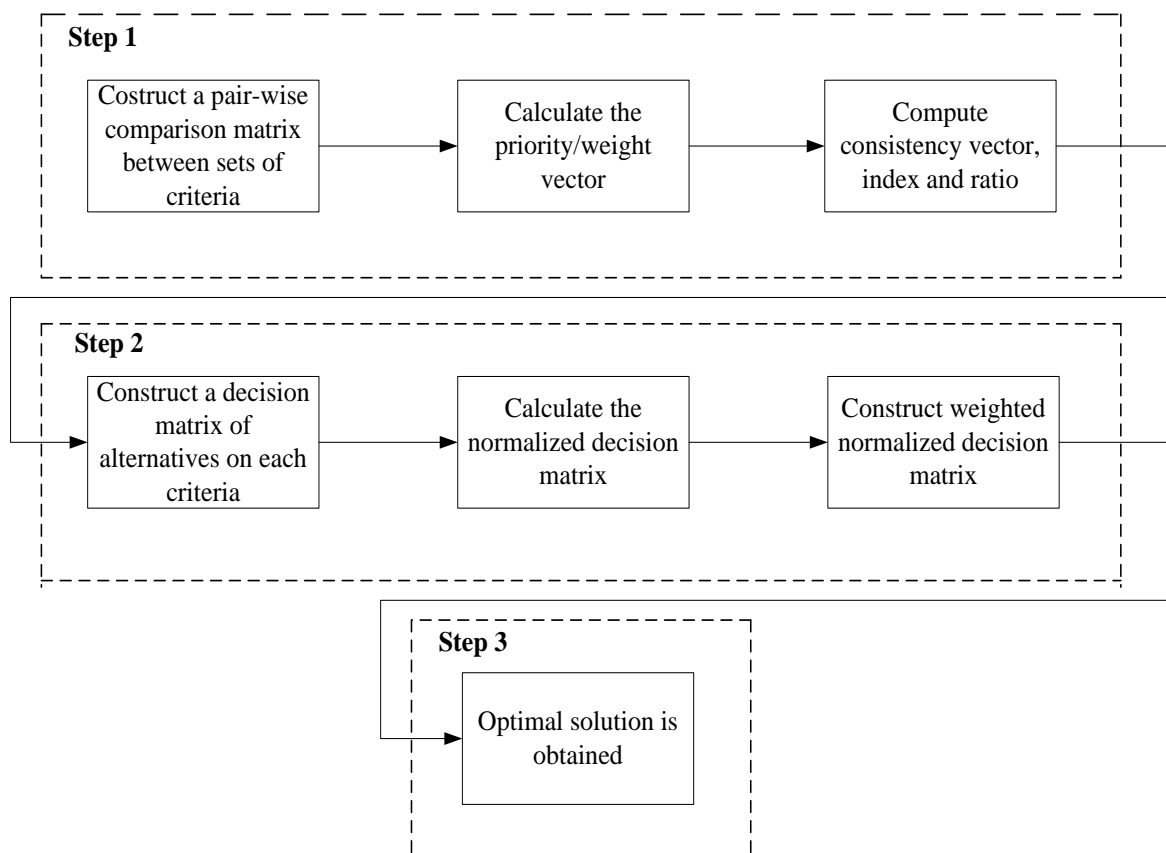 Step 1
Costruct a pair-wise
comparison matrix
between sets of
criteria
Calculate the
priority/weight
vector
Compute
consistency vector,
index and ratio
Step 2
Construct a decision
matrix of
alternatives on each
criteria
Calculate the
normalized decision
matrix
Construct weighted
normalized decision
matrix
Step 3
Optimal solution is
obtained